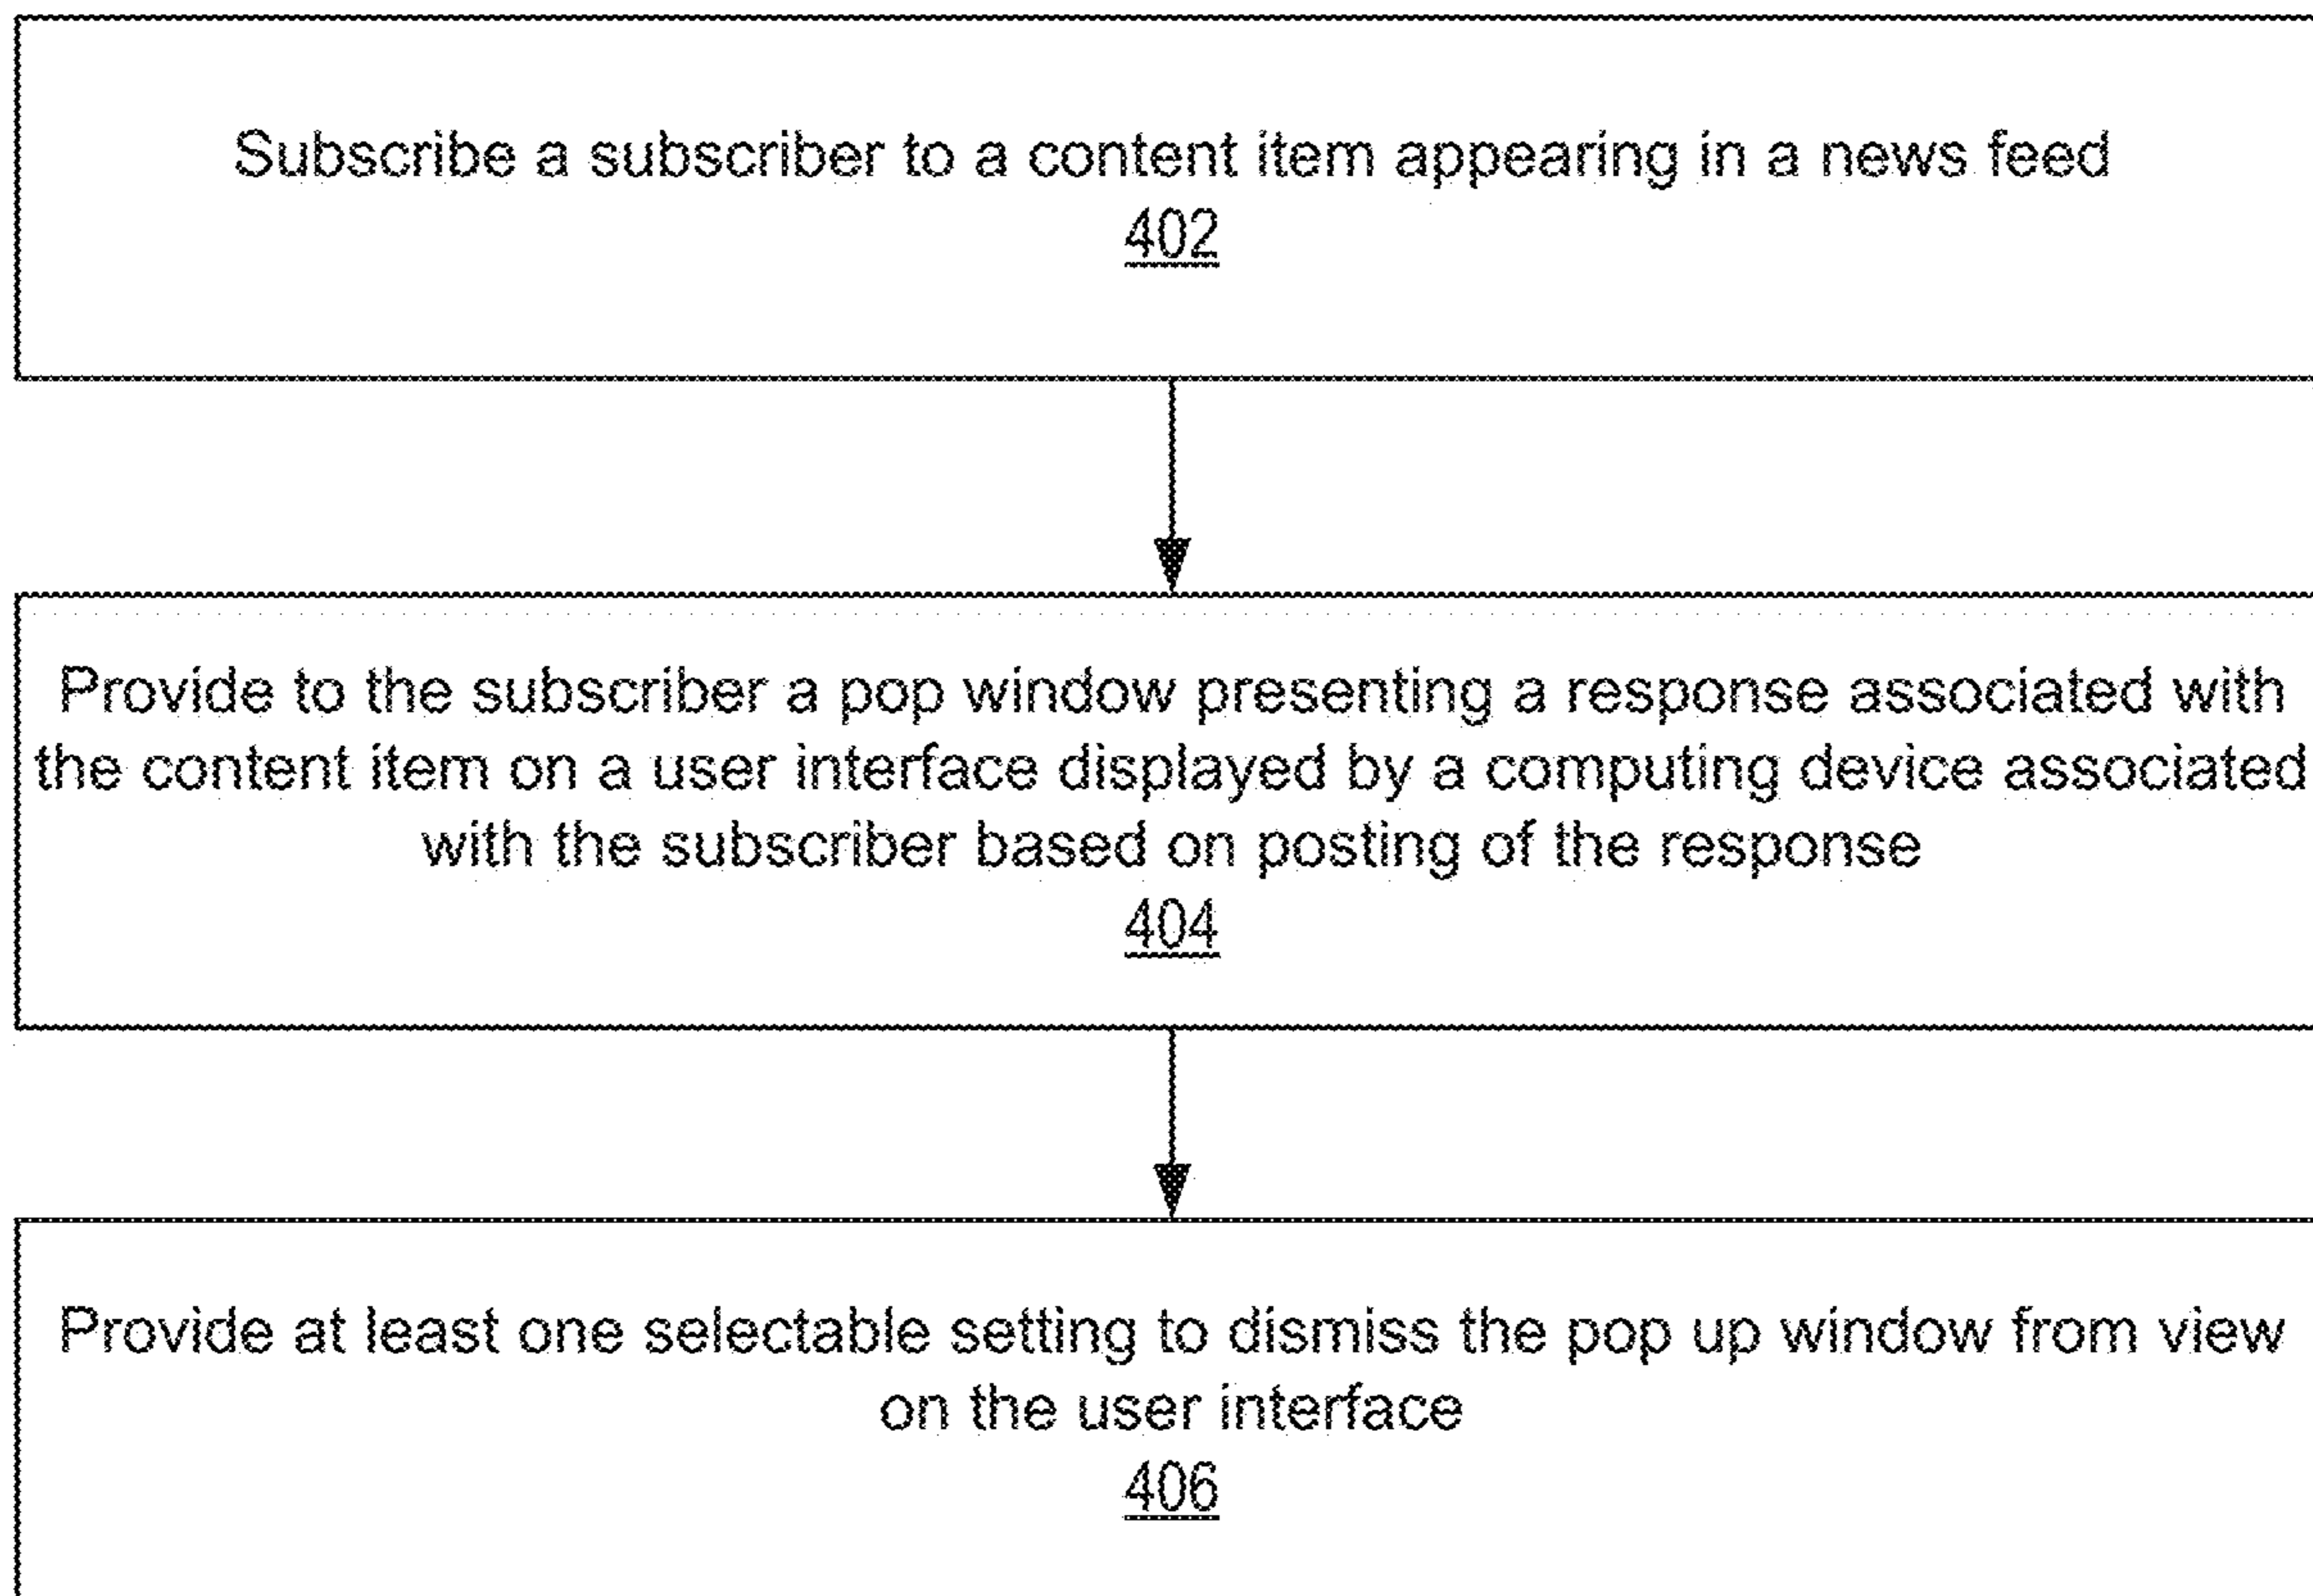 Subscribe a subscriber to a content item appearing in a news feed
402
Provide to the subscriber a pop window presenting a response associated with
the content item on a user interface displayed by a computing device associated
with the subscriber based on posting of the response
404
Provide at least one selectable setting to dismiss the pop up window from view
on the user interface
406